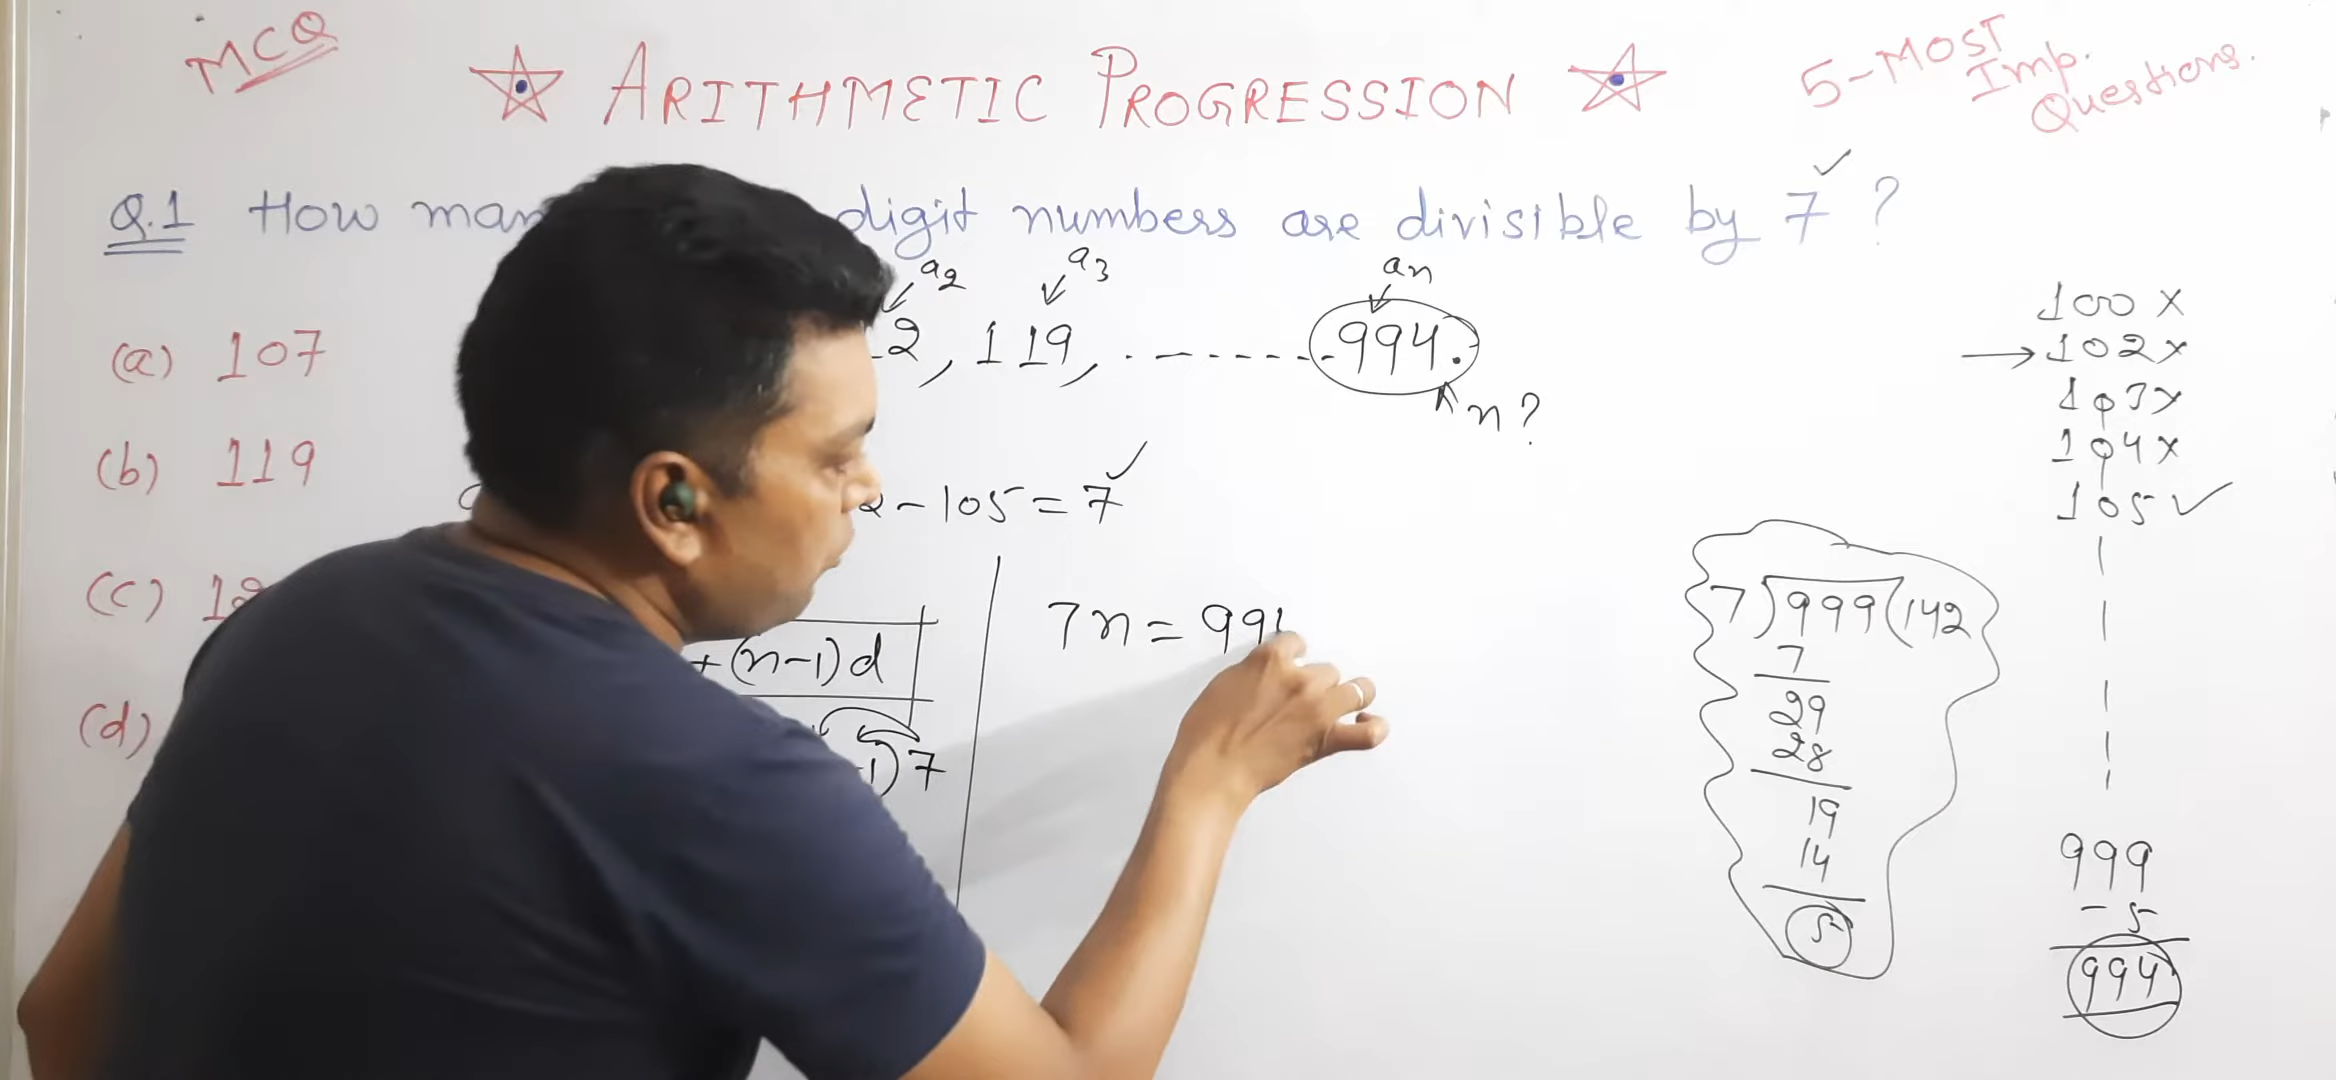 MCQ
☆ ARITHMETIC PROGRESSION ☆
5-MOST
Imp.
Questions.
Q.1 How digit numbers are divisible by 7 ? ✓
a2 a3 an
2, 119, . ------ 994.
n?
(a) 107
(b) 119
(c)
(d)
- 105 = 7 ✓
+(n-1)d
-1)7
7n = 99
7)999(142
7
29
28
19
14
5
100 x
→ 102 x
103 x
104 x
105 ✓
999
- 5
994